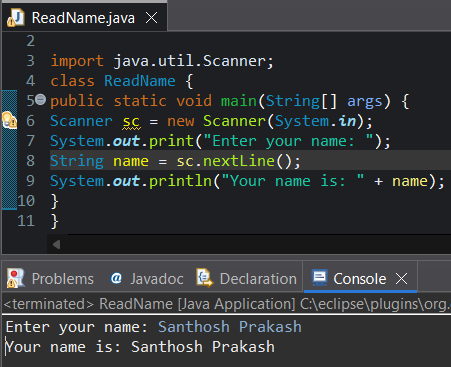 ReadName.java
2
3 import java.util.Scanner;
4 class ReadName {
5 public static void main(String[] args) {
6 Scanner sc = new Scanner(System.in);
7 System.out.print("Enter your name: ");
8 String name = sc.nextLine();
9 System.out.println("Your name is: " + name);
10 }
11 }
Problems @ Javadoc Declaration Console
<terminated> ReadName [Java Application] C:\eclipse\plugins\org.
Enter your name: Santhosh Prakash
Your name is: Santhosh Prakash